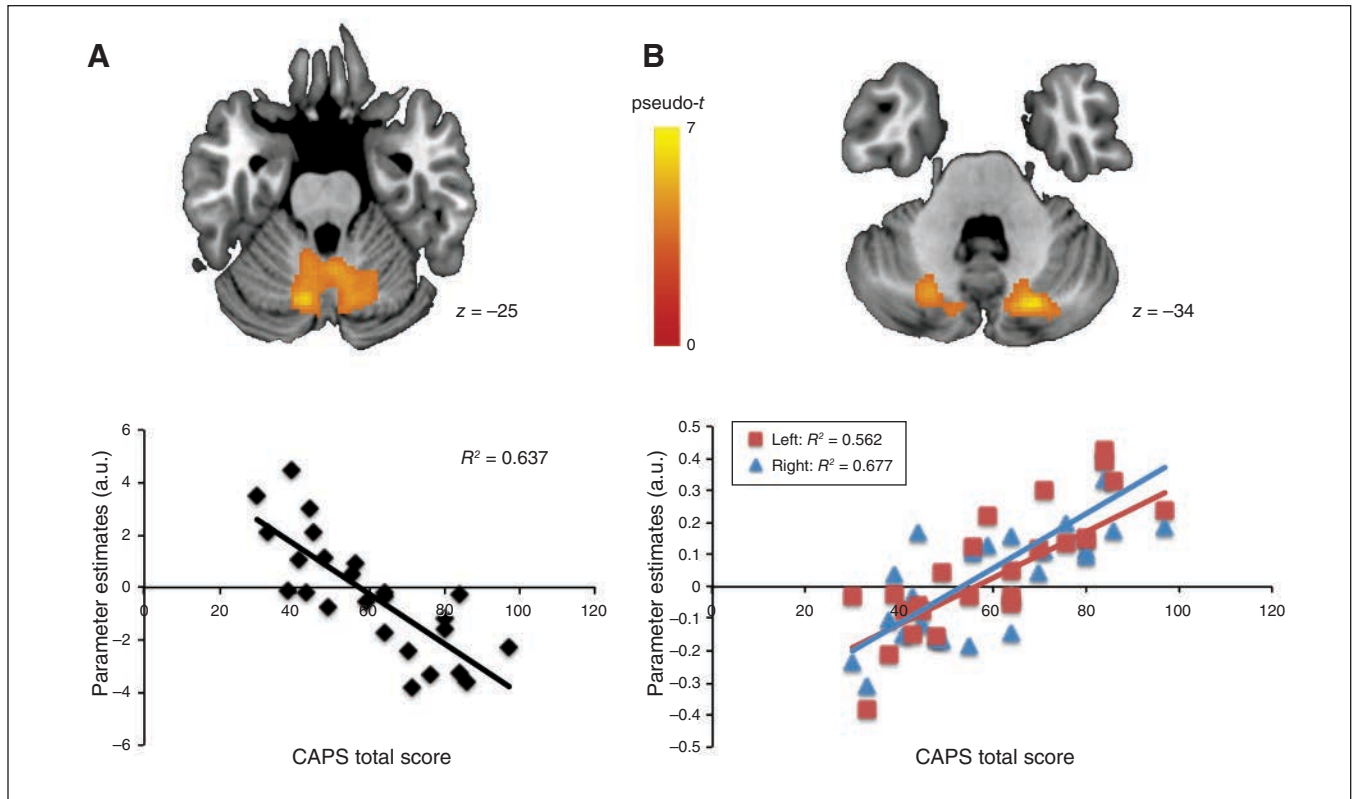 A
B
pseudo-t
7
0
z = –25
z = –34
6
4
2
0
–2
–4
–6
0
20
40
60
80
100
120
R² = 0.637
Parameter estimates (a.u.)
CAPS total score
0.5
0.4
0.3
0.2
0.1
0
–0.1
–0.2
–0.3
–0.4
–0.5
0
20
40
60
80
100
120
Left: R² = 0.562
Right: R² = 0.677
Parameter estimates (a.u.)
CAPS total score